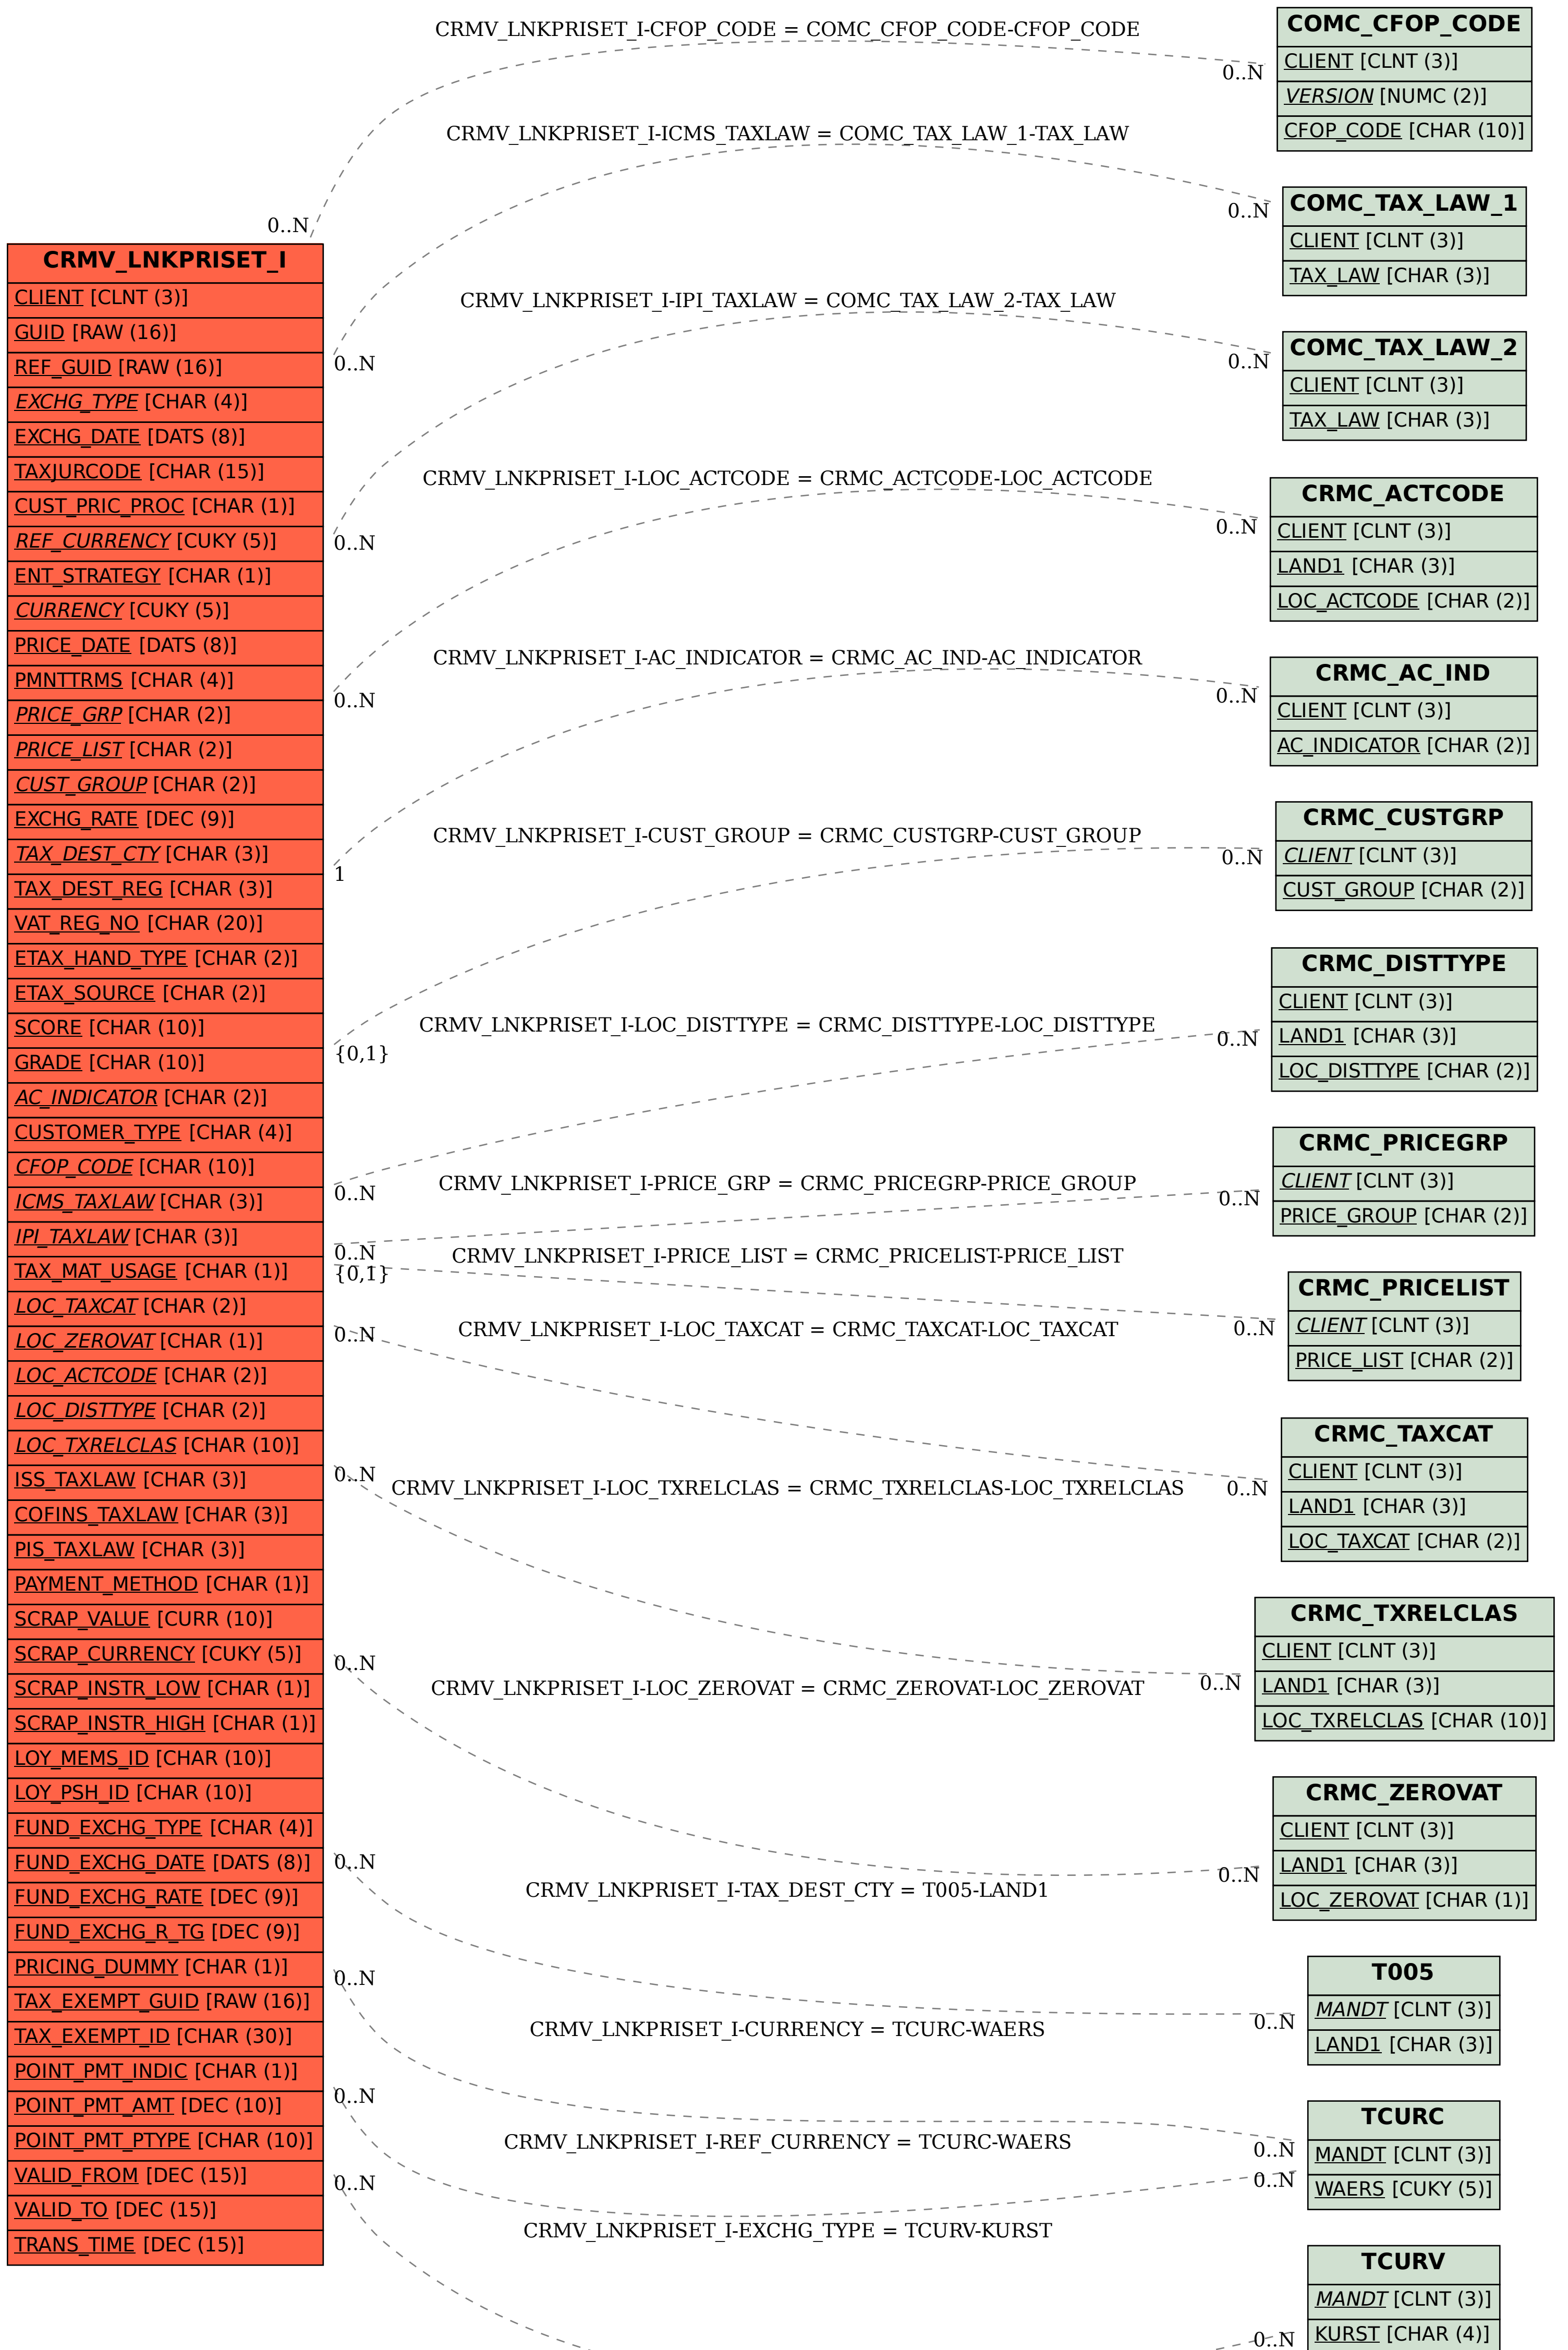 CRMV_LNKPRISET_I-CFOP_CODE = COMC_CFOP_CODE-CFOP_CODE
0..N
0..N
CRMV_LNKPRISET_I-ICMS_TAXLAW = COMC_TAX_LAW_1-TAX_LAW
0..N
0..N
CRMV_LNKPRISET_I-IPI_TAXLAW = COMC_TAX_LAW_2-TAX_LAW
0..N
0..N
CRMV_LNKPRISET_I-LOC_ACTCODE = CRMC_ACTCODE-LOC_ACTCODE
0..N
0..N
CRMV_LNKPRISET_I-AC_INDICATOR = CRMC_AC_IND-AC_INDICATOR
0..N
1
CRMV_LNKPRISET_I-CUST_GROUP = CRMC_CUSTGRP-CUST_GROUP
0..N
{0,1}
CRMV_LNKPRISET_I-LOC_DISTTYPE = CRMC_DISTTYPE-LOC_DISTTYPE
0..N
0..N
CRMV_LNKPRISET_I-PRICE_GRP = CRMC_PRICEGRP-PRICE_GROUP
0..N
0..N
CRMV_LNKPRISET_I-PRICE_LIST = CRMC_PRICELIST-PRICE_LIST
{0,1}
0..N
CRMV_LNKPRISET_I-LOC_TAXCAT = CRMC_TAXCAT-LOC_TAXCAT
0..N
0..N
CRMV_LNKPRISET_I-LOC_TXRELCLAS = CRMC_TXRELCLAS-LOC_TXRELCLAS
0..N
0..N
CRMV_LNKPRISET_I-LOC_ZEROVAT = CRMC_ZEROVAT-LOC_ZEROVAT
0..N
0..N
CRMV_LNKPRISET_I-TAX_DEST_CTY = T005-LAND1
0..N
0..N
CRMV_LNKPRISET_I-CURRENCY = TCURC-WAERS
0..N
0..N
CRMV_LNKPRISET_I-REF_CURRENCY = TCURC-WAERS
0..N
0..N
CRMV_LNKPRISET_I-EXCHG_TYPE = TCURV-KURST
0..N
0..N
CRMV_LNKPRISET_I
CLIENT [CLNT (3)]
GUID [RAW (16)]
REF_GUID [RAW (16)]
EXCHG_TYPE [CHAR (4)]
EXCHG_DATE [DATS (8)]
TAXJURCODE [CHAR (15)]
CUST_PRIC_PROC [CHAR (1)]
REF_CURRENCY [CUKY (5)]
ENT_STRATEGY [CHAR (1)]
CURRENCY [CUKY (5)]
PRICE_DATE [DATS (8)]
PMNTTRMS [CHAR (4)]
PRICE_GRP [CHAR (2)]
PRICE_LIST [CHAR (2)]
CUST_GROUP [CHAR (2)]
EXCHG_RATE [DEC (9)]
TAX_DEST_CTY [CHAR (3)]
TAX_DEST_REG [CHAR (3)]
VAT_REG_NO [CHAR (20)]
ETAX_HAND_TYPE [CHAR (2)]
ETAX_SOURCE [CHAR (2)]
SCORE [CHAR (10)]
GRADE [CHAR (10)]
AC_INDICATOR [CHAR (2)]
CUSTOMER_TYPE [CHAR (4)]
CFOP_CODE [CHAR (10)]
ICMS_TAXLAW [CHAR (3)]
IPI_TAXLAW [CHAR (3)]
TAX_MAT_USAGE [CHAR (1)]
LOC_TAXCAT [CHAR (2)]
LOC_ZEROVAT [CHAR (1)]
LOC_ACTCODE [CHAR (2)]
LOC_DISTTYPE [CHAR (2)]
LOC_TXRELCLAS [CHAR (10)]
ISS_TAXLAW [CHAR (3)]
COFINS_TAXLAW [CHAR (3)]
PIS_TAXLAW [CHAR (3)]
PAYMENT_METHOD [CHAR (1)]
SCRAP_VALUE [CURR (10)]
SCRAP_CURRENCY [CUKY (5)]
SCRAP_INSTR_LOW [CHAR (1)]
SCRAP_INSTR_HIGH [CHAR (1)]
LOY_MEMS_ID [CHAR (10)]
LOY_PSH_ID [CHAR (10)]
FUND_EXCHG_TYPE [CHAR (4)]
FUND_EXCHG_DATE [DATS (8)]
FUND_EXCHG_RATE [DEC (9)]
FUND_EXCHG_R_TG [DEC (9)]
PRICING_DUMMY [CHAR (1)]
TAX_EXEMPT_GUID [RAW (16)]
TAX_EXEMPT_ID [CHAR (30)]
POINT_PMT_INDIC [CHAR (1)]
POINT_PMT_AMT [DEC (10)]
POINT_PMT_PTYPE [CHAR (10)]
VALID_FROM [DEC (15)]
VALID_TO [DEC (15)]
TRANS_TIME [DEC (15)]
COMC_CFOP_CODE
CLIENT [CLNT (3)]
VERSION [NUMC (2)]
CFOP_CODE [CHAR (10)]
COMC_TAX_LAW_1
CLIENT [CLNT (3)]
TAX_LAW [CHAR (3)]
COMC_TAX_LAW_2
CLIENT [CLNT (3)]
TAX_LAW [CHAR (3)]
CRMC_ACTCODE
CLIENT [CLNT (3)]
LAND1 [CHAR (3)]
LOC_ACTCODE [CHAR (2)]
CRMC_AC_IND
CLIENT [CLNT (3)]
AC_INDICATOR [CHAR (2)]
CRMC_CUSTGRP
CLIENT [CLNT (3)]
CUST_GROUP [CHAR (2)]
CRMC_DISTTYPE
CLIENT [CLNT (3)]
LAND1 [CHAR (3)]
LOC_DISTTYPE [CHAR (2)]
CRMC_PRICEGRP
CLIENT [CLNT (3)]
PRICE_GROUP [CHAR (2)]
CRMC_PRICELIST
CLIENT [CLNT (3)]
PRICE_LIST [CHAR (2)]
CRMC_TAXCAT
CLIENT [CLNT (3)]
LAND1 [CHAR (3)]
LOC_TAXCAT [CHAR (2)]
CRMC_TXRELCLAS
CLIENT [CLNT (3)]
LAND1 [CHAR (3)]
LOC_TXRELCLAS [CHAR (10)]
CRMC_ZEROVAT
CLIENT [CLNT (3)]
LAND1 [CHAR (3)]
LOC_ZEROVAT [CHAR (1)]
T005
MANDT [CLNT (3)]
LAND1 [CHAR (3)]
TCURC
MANDT [CLNT (3)]
WAERS [CUKY (5)]
TCURV
MANDT [CLNT (3)]
KURST [CHAR (4)]